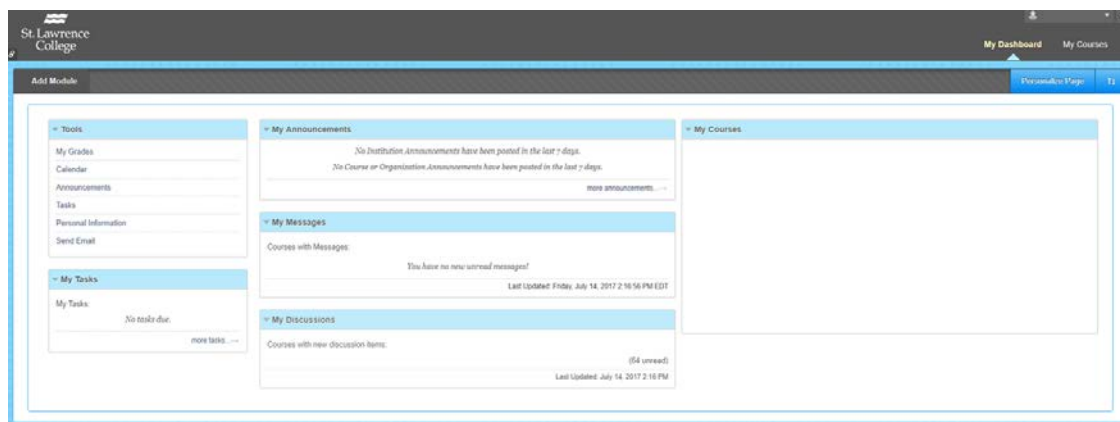 St. Lawrence
College
My Dashboard
My Courses
Add Module
Personalize Page
Tools
My Grades
Calendar
Announcements
Tasks
Personal Information
Send Email
My Tasks
My Tasks:
No tasks due.
more tasks...→
My Announcements
No Institution Announcements have been posted in the last 7 days.
No Course or Organization Announcements have been posted in the last 7 days.
more announcements...→
My Messages
Courses with Messages:
You have no new unread messages!
Last Updated: Friday, July 14, 2017 2:16:56 PM EDT
My Discussions
Courses with new discussion items:
(64 unread)
Last Updated: July 14, 2017 2:16 PM
My Courses